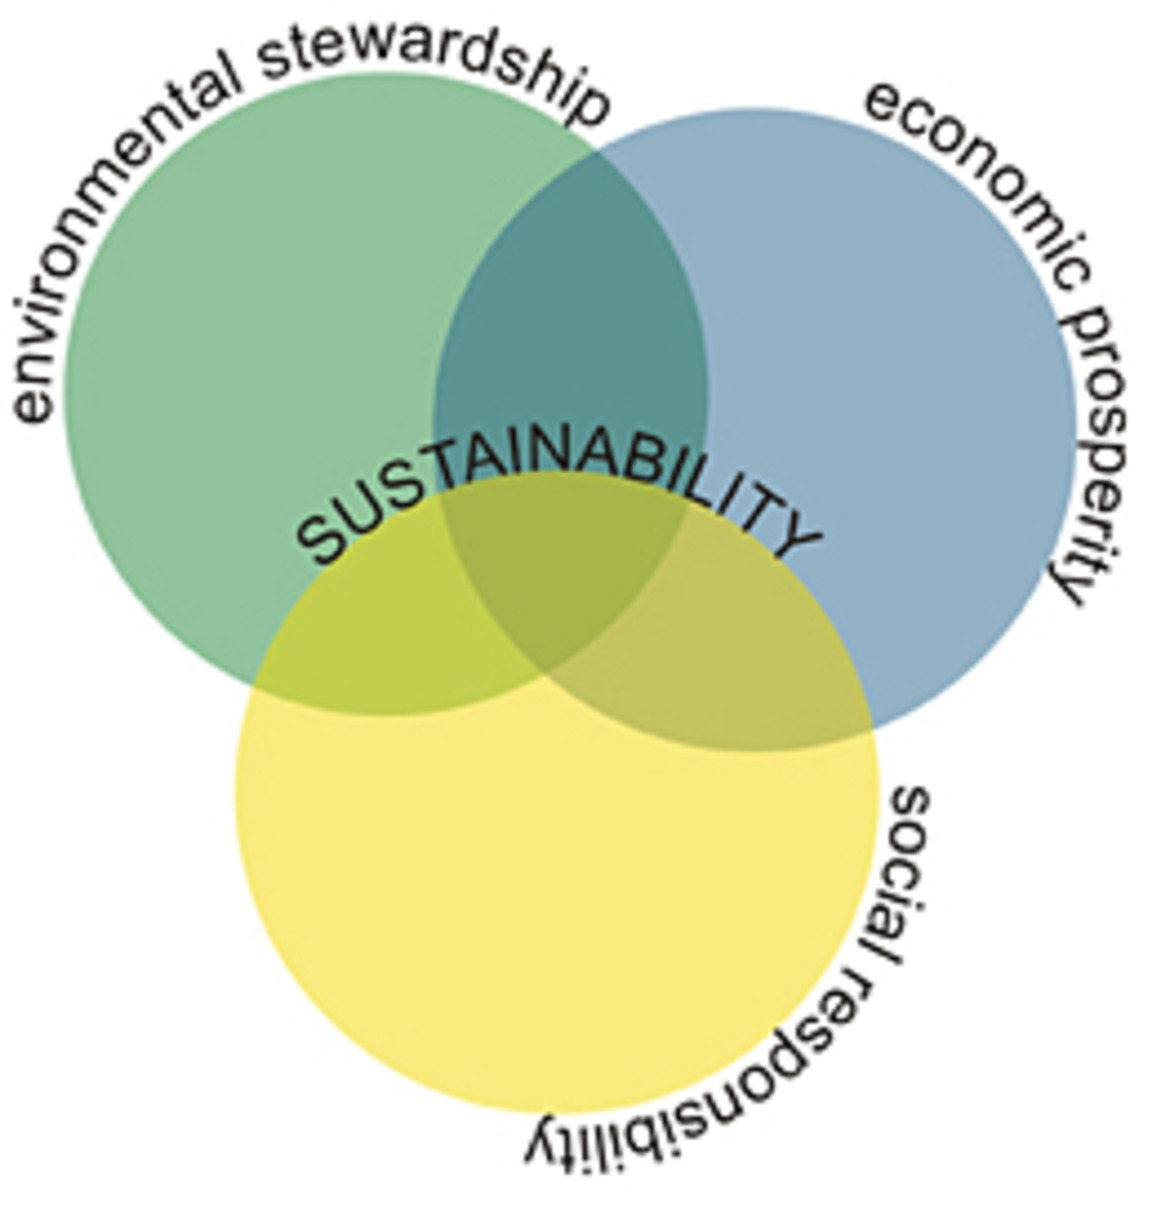 environmental stewardship
economic prosperity
SUSTAINABILITY
social responsibility